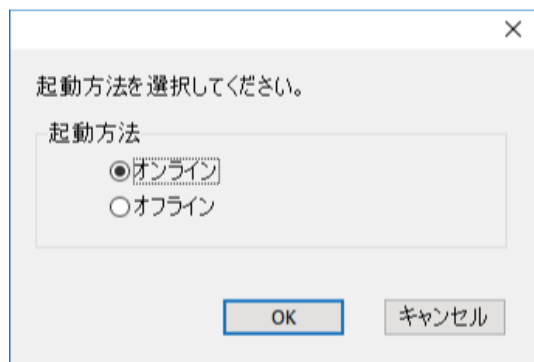 起動方法を選択してください。
起動方法
オンライン
オフライン
OK
キャンセル